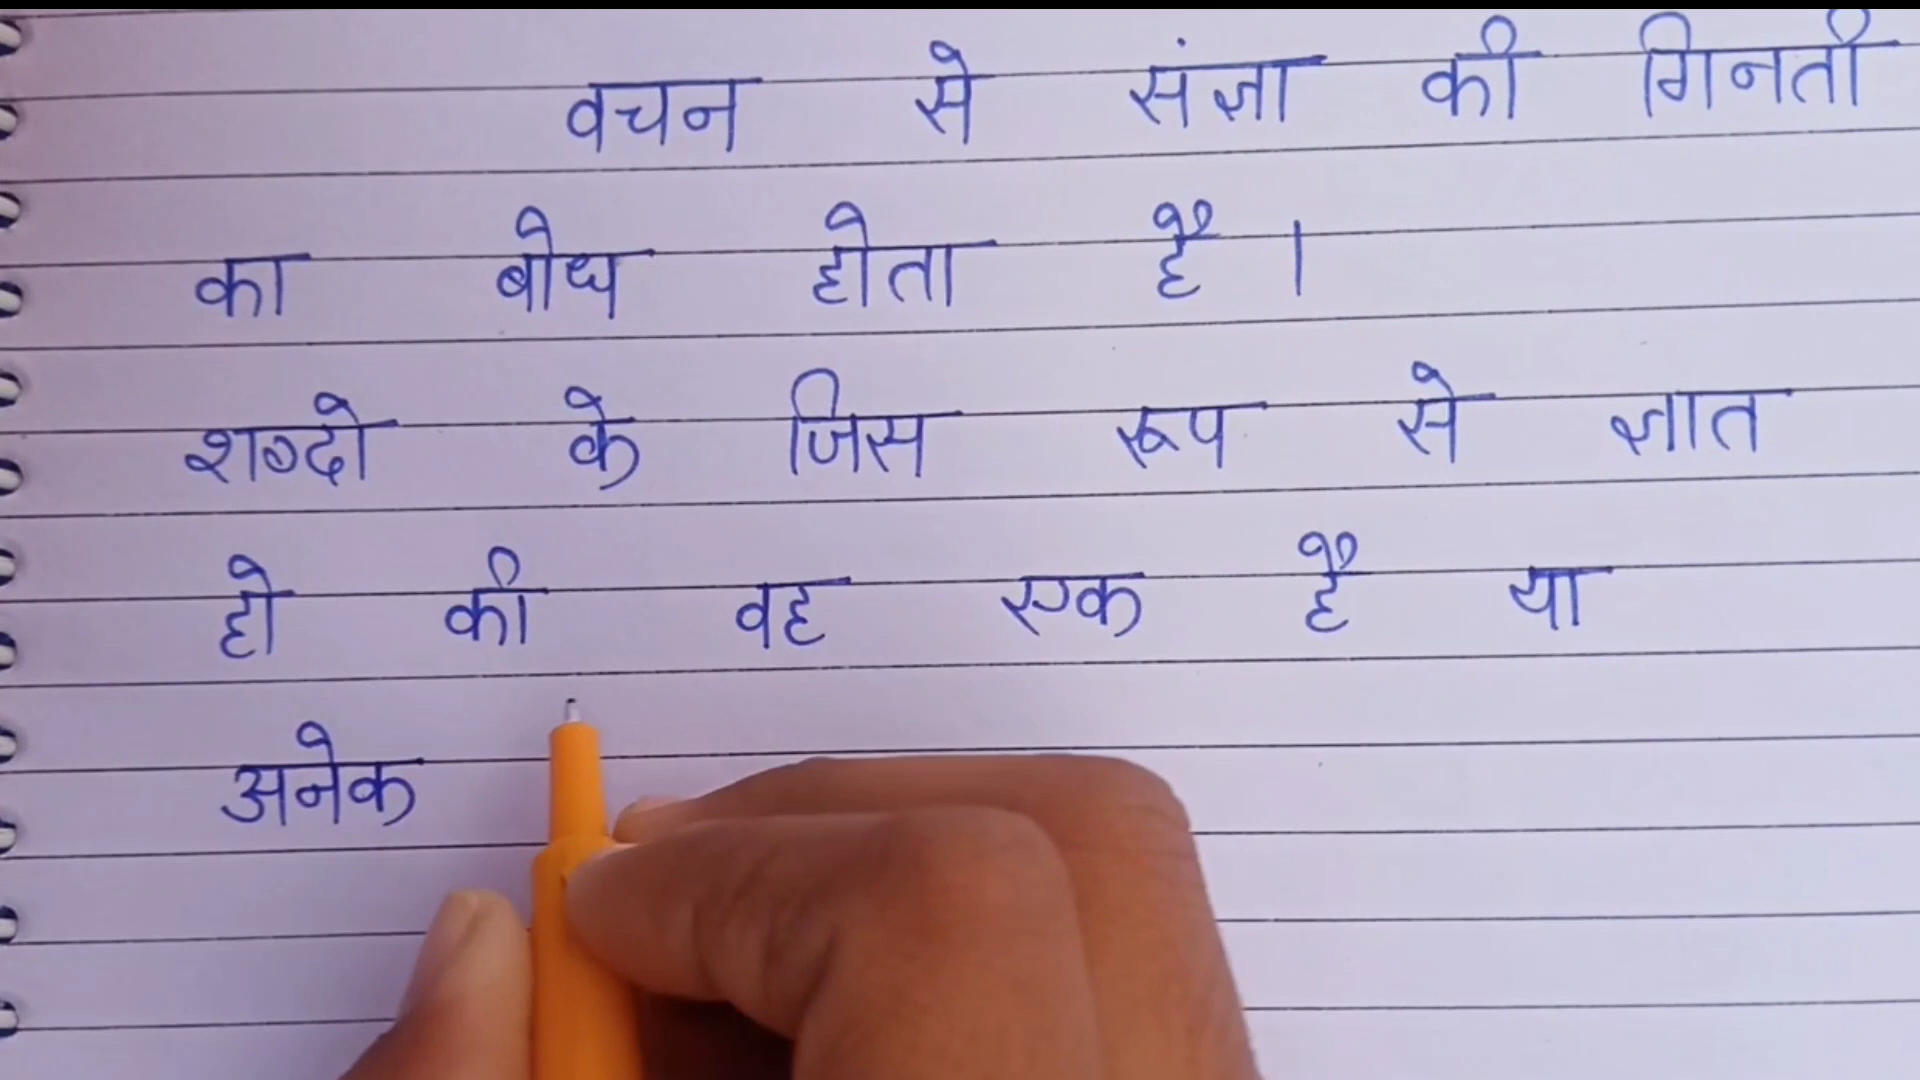 वचन से संज्ञा की गिनती
का बोध होता है ।
शब्दो के जिस रूप से ज्ञात
हो की वह एक है या
अनेक